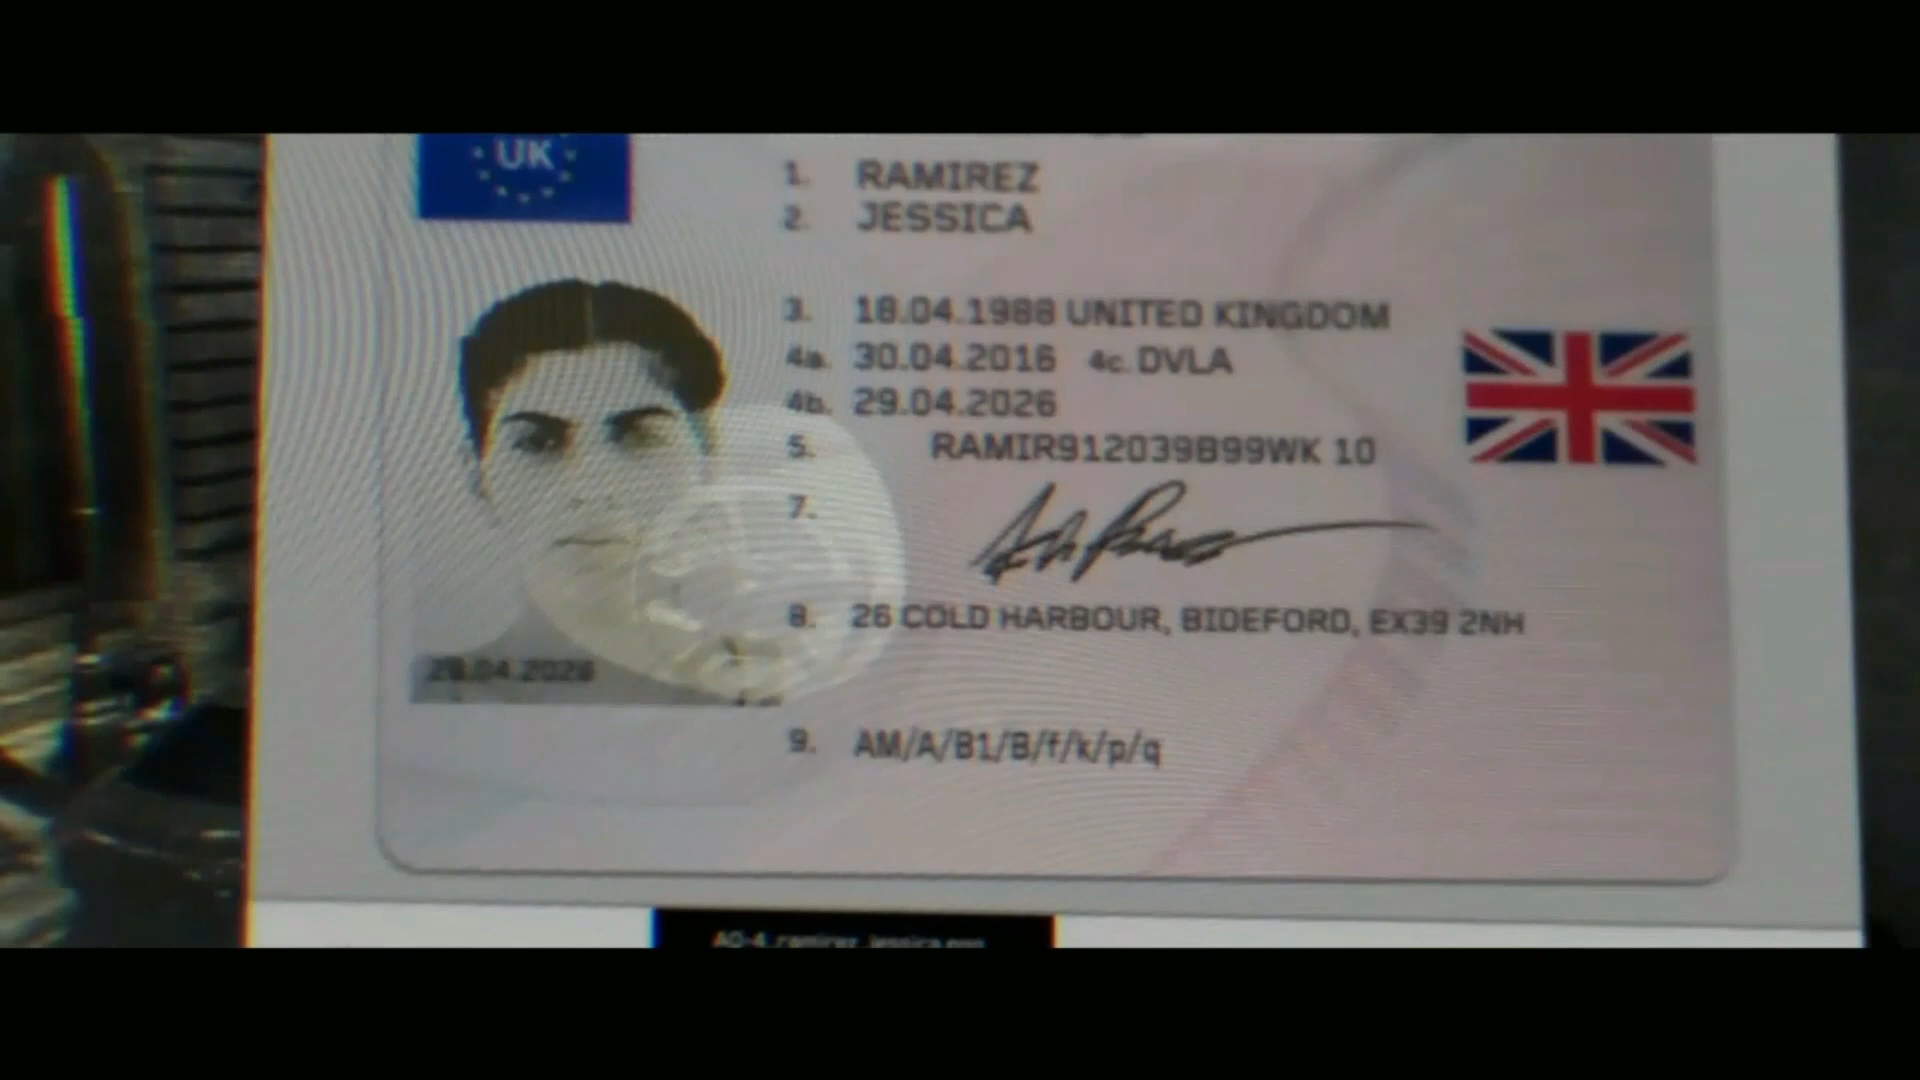 UK
1. RAMIREZ
2. JESSICA
3. 18.04.1988 UNITED KINGDOM
4a. 30.04.2016 4c. DVLA
4b. 29.04.2026
5. RAMIR912039B99WK 10
7.
8. 26 COLD HARBOUR, BIDEFORD, EX39 2NH
29.04.2026
9. AM/A/B1/B/f/k/p/q